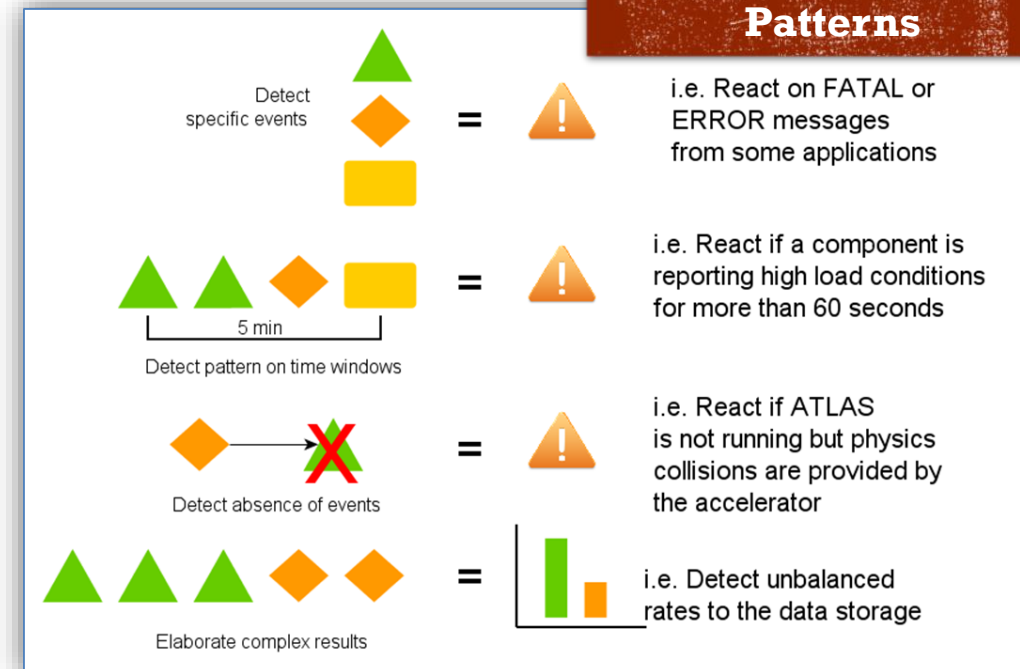 Patterns
Detect
specific events
=
i.e. React on FATAL or
ERROR messages
from some applications
=
i.e. React if a component is
reporting high load conditions
for more than 60 seconds
5 min
Detect pattern on time windows
X
=
i.e. React if ATLAS
is not running but physics
collisions are provided by
the accelerator
Detect absence of events
=
i.e. Detect unbalanced
rates to the data storage
Elaborate complex results